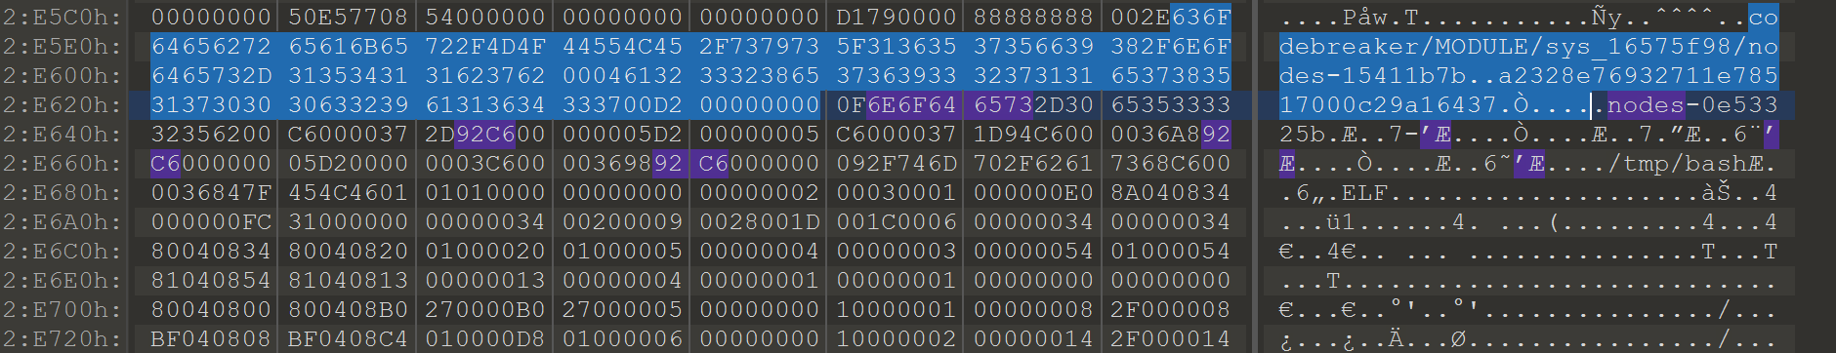 2:E5C0h: 00000000 50E57708 54000000 00000000 00000000 D1790000 88888888 002E636F ....Påw.T...........Ñy..ˆˆˆˆ..co
2:E5E0h: 64656272 65616B65 722F4D4F 44554C45 2F737973 5F313635 37356639 382F6E6F debreaker/MODULE/sys_16575f98/no
2:E600h: 6465732D 31353431 31623762 00046132 33323865 37363933 32373131 65373835 des-15411b7b..a2328e76932711e785
2:E620h: 31373030 30633239 61313634 333700D2 00000000 0F6E6F64 65732D30 65353333 17000c29a16437.Ò.....nodes-0e533
2:E640h: 32356200 C6000037 2D92C600 000005D2 00000005 C6000037 1D94C600 0036A892 25b.Æ..7-’Æ....Ò....Æ..7.”Æ..6¨’
2:E660h: C6000000 05D20000 0003C600 00369892 C6000000 092F746D 702F6261 7368C600 Æ....Ò....Æ..6˜’Æ..../tmp/bashÆ.
2:E680h: 0036847F 454C4601 01010000 00000000 00000002 00030001 000000E0 8A040834 .6„.ELF....................àŠ..4
2:E6A0h: 000000FC 31000000 00000034 00200009 0028001D 001C0006 00000034 00000034 ...ü1......4. ...(.........4...4
2:E6C0h: 80040834 80040820 01000020 01000005 00000004 00000003 00000054 01000054 €..4€.. ... ...............T...T
2:E6E0h: 81040854 81040813 00000013 00000004 00000001 00000001 00000000 00000000 ...T............................
2:E700h: 80040800 800408B0 270000B0 27000005 00000000 10000001 00000008 2F000008 €...€..°'..°'.............../...
2:E720h: BF040808 BF0408C4 010000D8 01000006 00000000 10000002 00000014 2F000014 ¿...¿..Ä...Ø................/...